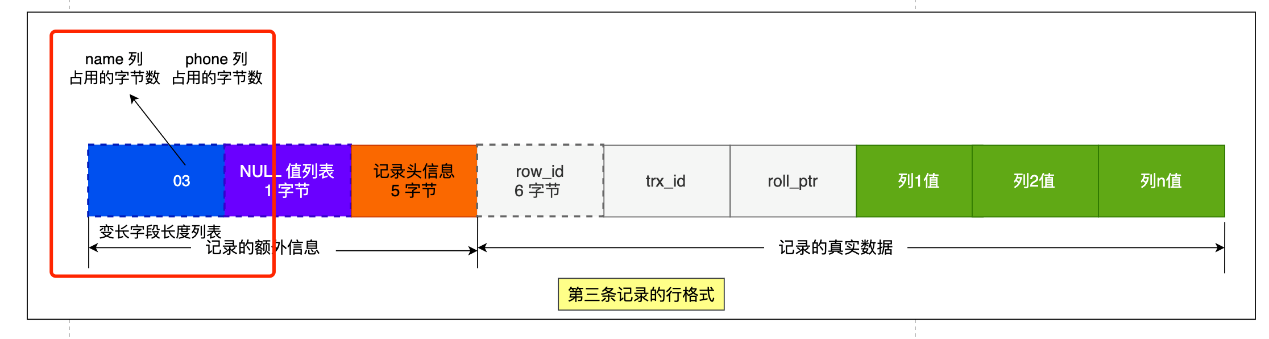 name 列
占用的字节数
phone 列
占用的字节数
03
NULL 值列表
1 字节
记录头信息
5 字节
row_id
6 字节
trx_id
roll_ptr
列1值
列2值
列n值
变长字段长度列表
记录的额外信息
记录的真实数据
第三条记录的行格式